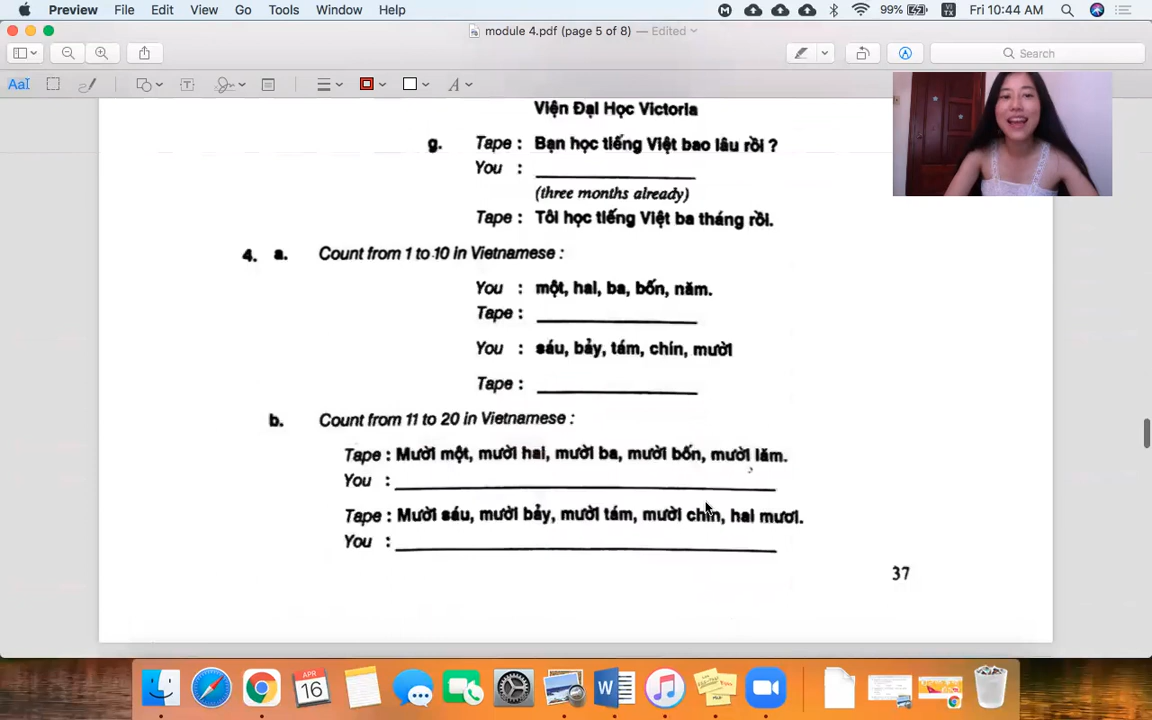 Preview File Edit View Go Tools Window Help 99% VI TX Fri 10:44 AM
module 4.pdf (page 5 of 8) — Edited
Search
AaI T A
Viện Đại Học Victoria
g. Tape : Bạn học tiếng Việt bao lâu rồi ?
You :
(three months already)
Tape : Tôi học tiếng Việt ba tháng rồi.
4. a. Count from 1 to 10 in Vietnamese :
You : một, hai, ba, bốn, năm.
Tape :
You : sáu, bảy, tám, chín, mười
Tape :
b. Count from 11 to 20 in Vietnamese :
Tape : Mười một, mười hai, mười ba, mười bốn, mười lăm.
You :
Tape : Mười sáu, mười bảy, mười tám, mười chín, hai mươi.
You :
37
APR
16
W